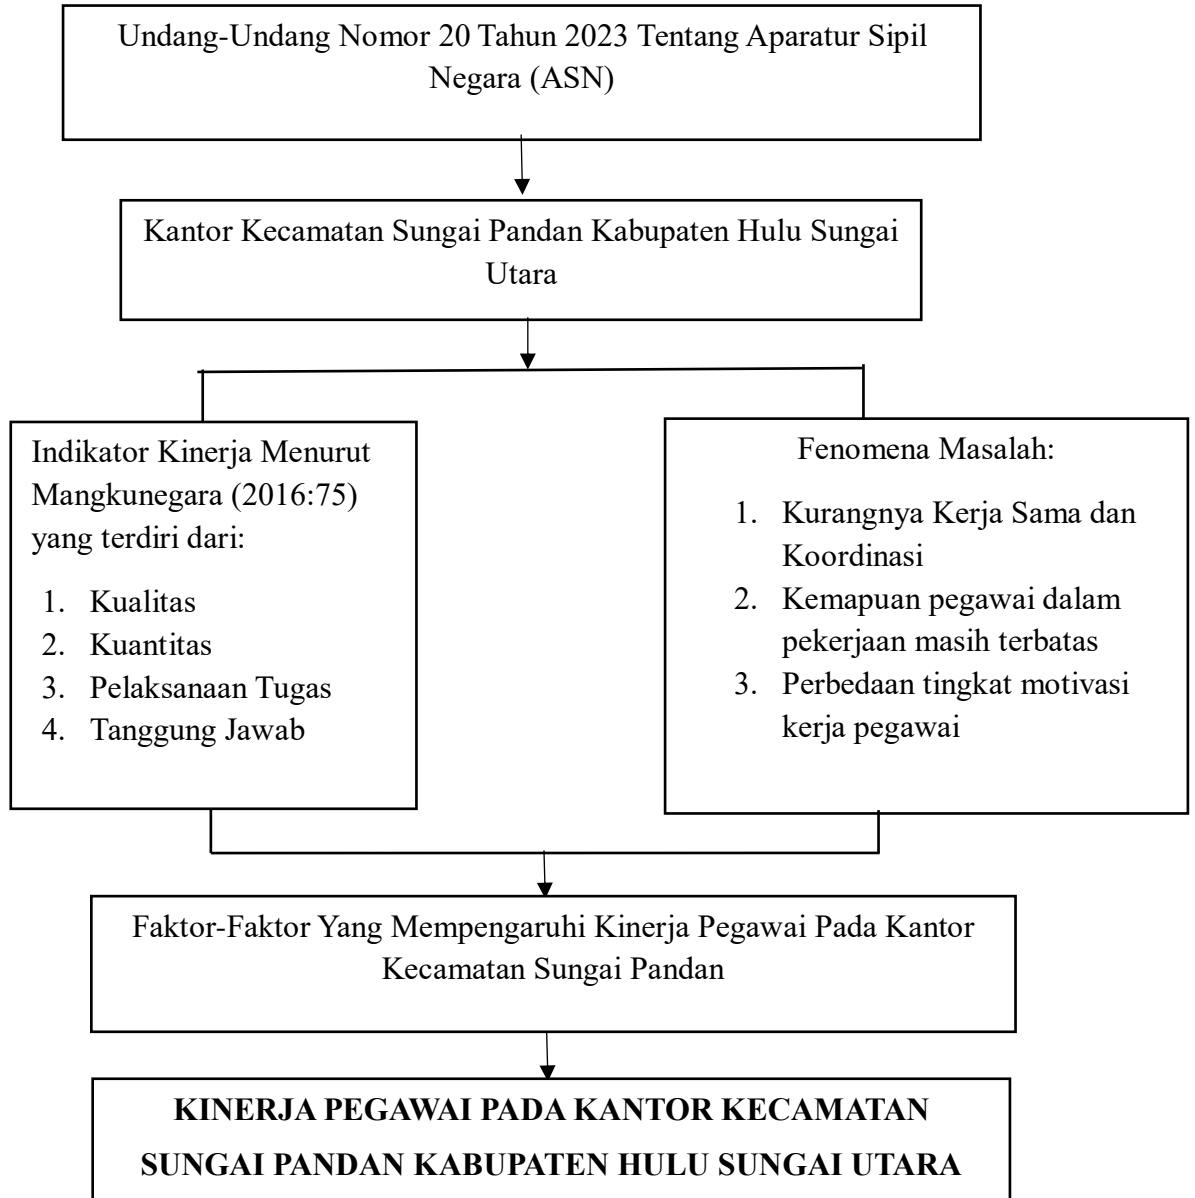 Undang-Undang Nomor 20 Tahun 2023 Tentang Aparatur Sipil
Negara (ASN)
Kantor Kecamatan Sungai Pandan Kabupaten Hulu Sungai
Utara
Indikator Kinerja Menurut
Mangkunegara (2016:75)
yang terdiri dari:
1. Kualitas
2. Kuantitas
3. Pelaksanaan Tugas
4. Tanggung Jawab
Fenomena Masalah:
1. Kurangnya Kerja Sama dan
Koordinasi
2. Kemapuan pegawai dalam
pekerjaan masih terbatas
3. Perbedaan tingkat motivasi
kerja pegawai
Faktor-Faktor Yang Mempengaruhi Kinerja Pegawai Pada Kantor
Kecamatan Sungai Pandan
KINERJA PEGAWAI PADA KANTOR KECAMATAN
SUNGAI PANDAN KABUPATEN HULU SUNGAI UTARA